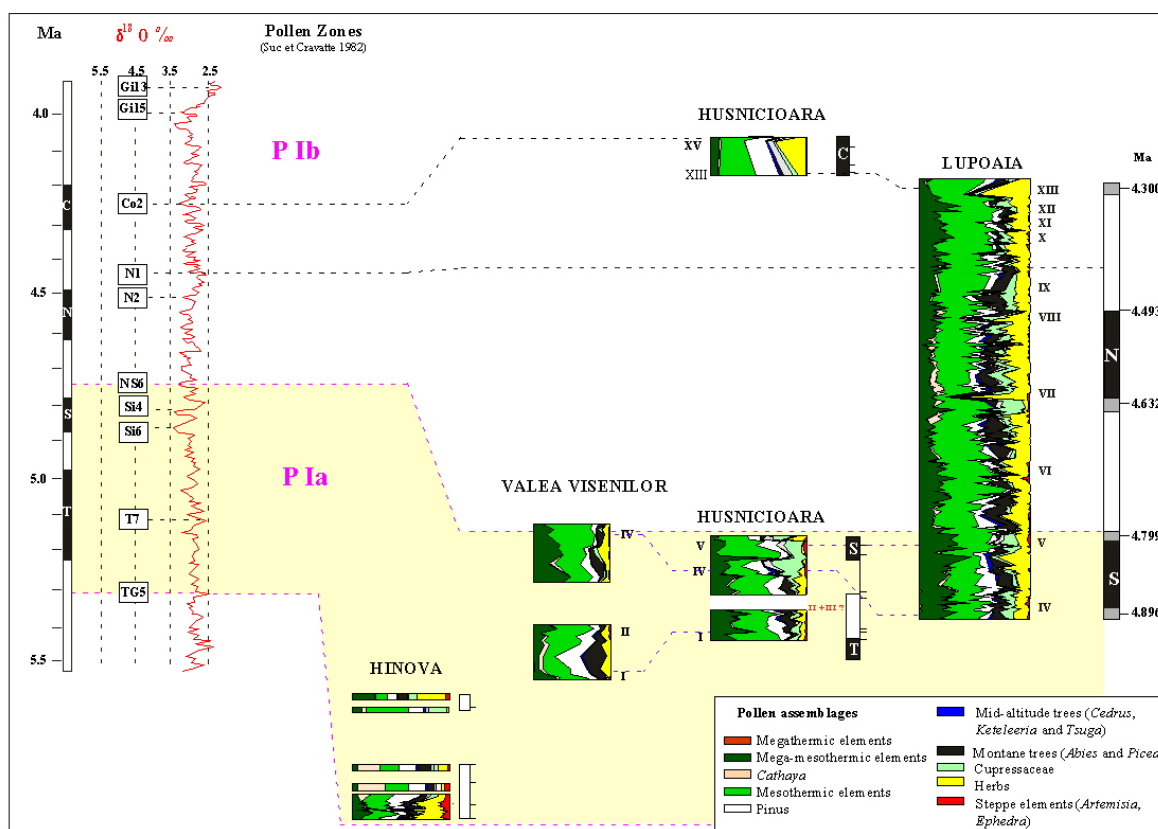 Ma
δ18 O ‰
Pollen Zones
(Suc et Cravatte 1982)
5.5 4.5 3.5 2.5
Gi13
Gi15
4.0
P Ib
HUSNICIOARA
XV
XIII
C
LUPOAIA
Ma
XIII
4.300
XII
XI
X
C
Co2
N1
N2
4.5
N
IX
4.493
VIII
N
VII
4.632
NS6
Si4
S
Si6
P Ia
5.0
T
T7
VI
VALEA VISENILOR
IV
HUSNICIOARA
V
IV
S
V
4.799
S
IV
4.896
II +III ?
I
T
TG5
II
I
5.5
HINOVA
Pollen assemblages
Megathermic elements
Mega-mesothermic elements
Cathaya
Mesothermic elements
Pinus
Mid-altitude trees (Cedrus,
Keteleeria and Tsuga)
Montane trees (Abies and Picea
Cupressaceae
Herbs
Steppe elements (Artemisia,
Ephedra)